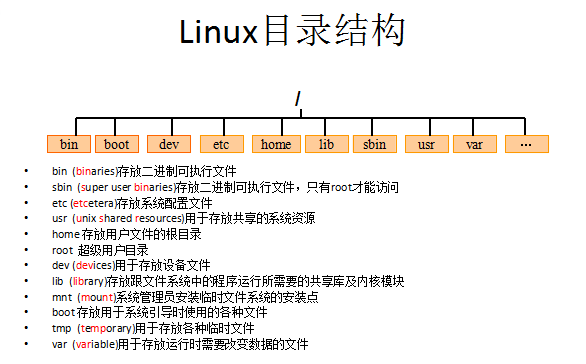 Linux目录结构
/
bin boot dev etc home lib sbin usr var ...
• bin (binaries)存放二进制可执行文件
• sbin (super user binaries)存放二进制可执行文件，只有root才能访问
• etc (etcetera)存放系统配置文件
• usr (unix shared resources)用于存放共享的系统资源
• home 存放用户文件的根目录
• root 超级用户目录
• dev (devices)用于存放设备文件
• lib (library)存放跟文件系统中的程序运行所需要的共享库及内核模块
• mnt (mount)系统管理员安装临时文件系统的安装点
• boot 存放用于系统引导时使用的各种文件
• tmp (temporary)用于存放各种临时文件
• var (variable)用于存放运行时需要改变数据的文件